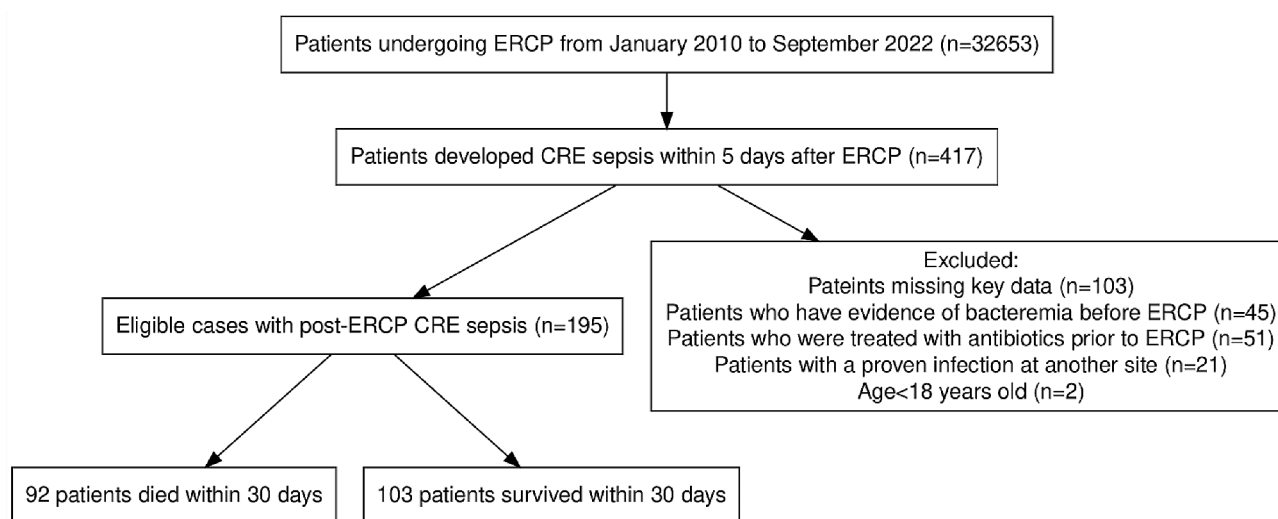 Patients undergoing ERCP from January 2010 to September 2022 (n=32653)
Patients developed CRE sepsis within 5 days after ERCP (n=417)
Excluded:
Pateints missing key data (n=103)
Patients who have evidence of bacteremia before ERCP (n=45)
Patients who were treated with antibiotics prior to ERCP (n=51)
Patients with a proven infection at another site (n=21)
Age<18 years old (n=2)
Eligible cases with post-ERCP CRE sepsis (n=195)
92 patients died within 30 days
103 patients survived within 30 days